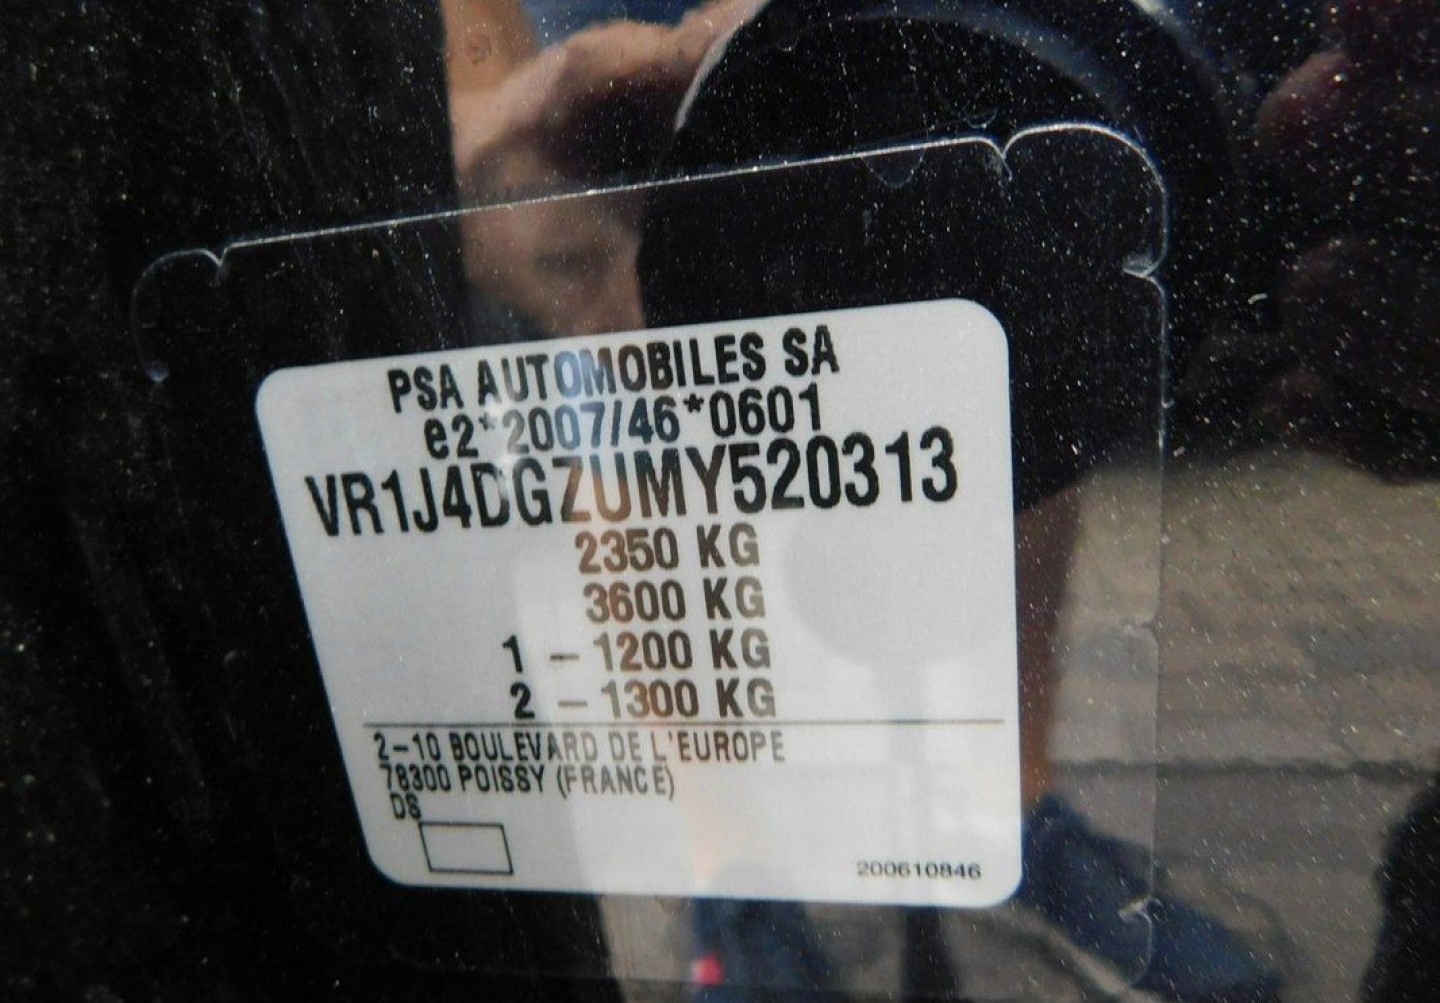 PSA AUTOMOBILES SA
e2*2007/46*0601
VR1J4DGZUMY520313
2350 KG
3600 KG
1 – 1200 KG
2 – 1300 KG
2–10 BOULEVARD DE L'EUROPE
78300 POISSY (FRANCE)
DS
200610846